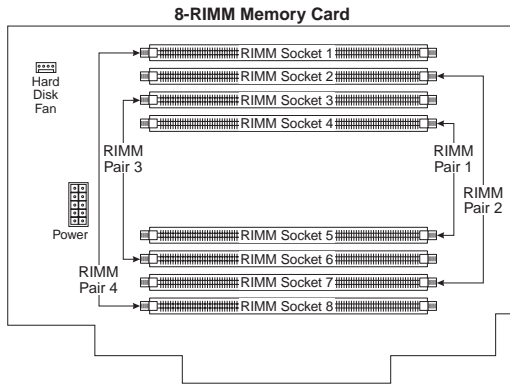 8-RIMM Memory Card
RIMM Socket 1
RIMM Socket 2
RIMM Socket 3
RIMM Socket 4
Hard
Disk
Fan
RIMM
Pair 3
RIMM
Pair 1
RIMM
Pair 2
Power
RIMM Socket 5
RIMM Socket 6
RIMM
Pair 4
RIMM Socket 7
RIMM Socket 8